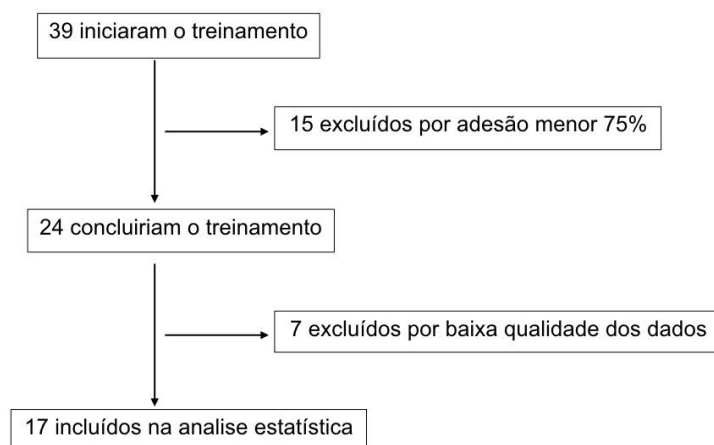 39 iniciaram o treinamento
15 excluídos por adesão menor 75%
24 concluiriam o treinamento
7 excluídos por baixa qualidade dos dados
17 incluídos na analise estatística